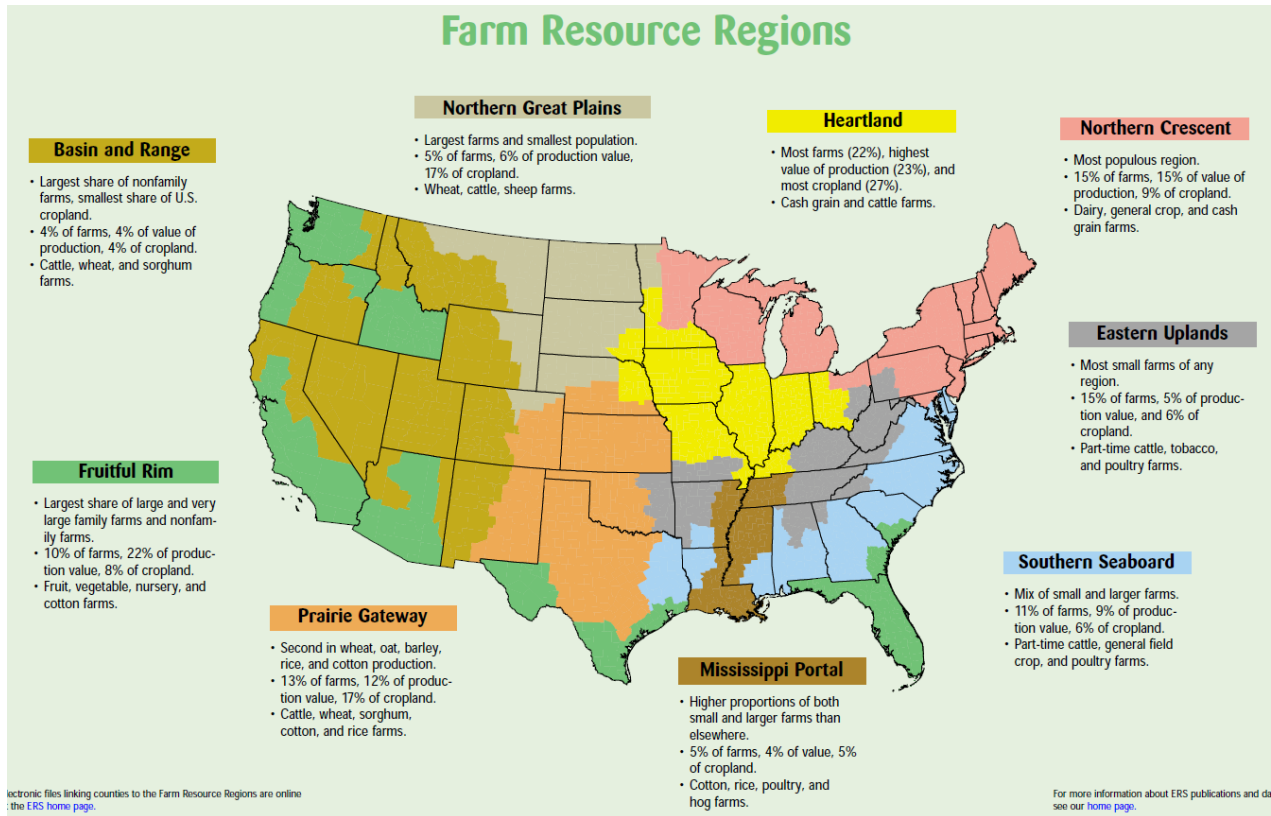 Farm Resource Regions
Northern Great Plains
• Largest farms and smallest population.
• 5% of farms, 6% of production value,
17% of cropland.
• Wheat, cattle, sheep farms.
Heartland
• Most farms (22%), highest
value of production (23%), and
most cropland (27%).
• Cash grain and cattle farms.
Northern Crescent
• Most populous region.
• 15% of farms, 15% of value of
production, 9% of cropland.
• Dairy, general crop, and cash
grain farms.
Basin and Range
• Largest share of nonfamily
farms, smallest share of U.S.
cropland.
• 4% of farms, 4% of value of
production, 4% of cropland.
• Cattle, wheat, and sorghum
farms.
Eastern Uplands
• Most small farms of any
region.
• 15% of farms, 5% of produc-
tion value, and 6% of
cropland.
• Part-time cattle, tobacco,
and poultry farms.
Fruitful Rim
• Largest share of large and very
large family farms and nonfam-
ily farms.
• 10% of farms, 22% of produc-
tion value, 8% of cropland.
• Fruit, vegetable, nursery, and
cotton farms.
Southern Seaboard
• Mix of small and larger farms.
• 11% of farms, 9% of produc-
tion value, 6% of cropland.
• Part-time cattle, general field
crop, and poultry farms.
Prairie Gateway
• Second in wheat, oat, barley,
rice, and cotton production.
• 13% of farms, 12% of produc-
tion value, 17% of cropland.
• Cattle, wheat, sorghum,
cotton, and rice farms.
Mississippi Portal
• Higher proportions of both
small and larger farms than
elsewhere.
• 5% of farms, 4% of value, 5%
of cropland.
• Cotton, rice, poultry, and
hog farms.
lectronic files linking counties to the Farm Resource Regions are online
the ERS home page.
For more information about ERS publications and da
see our home page.